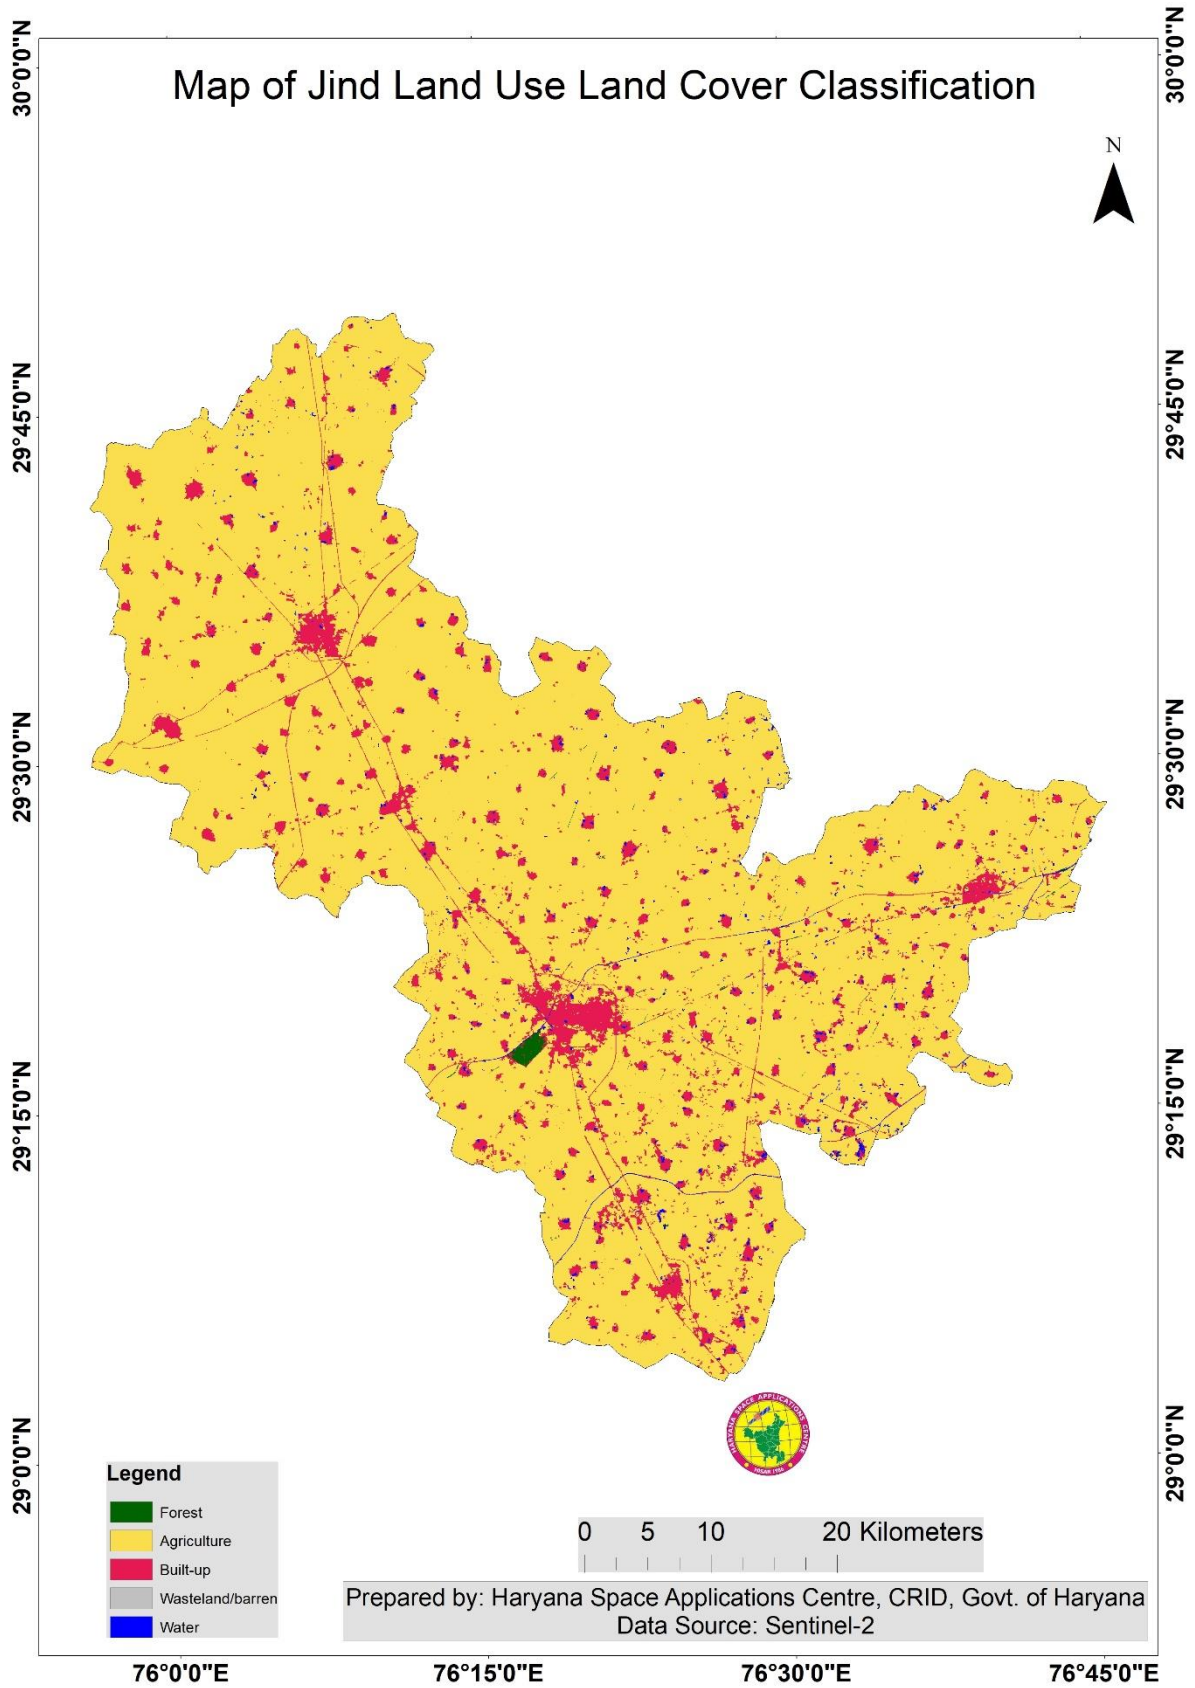 Map of Jind Land Use Land Cover Classification
N
30°0'0"N
30°0'0"N
29°45'0"N
29°45'0"N
29°30'0"N
29°30'0"N
29°15'0"N
29°15'0"N
29°0'0"N
29°0'0"N
HARYANA SPACE APPLICATIONS CENTRE
Legend
Forest
Agriculture
Built-up
Wasteland/barren
Water
0 5 10 20 Kilometers
Prepared by: Haryana Space Applications Centre, CRID, Govt. of Haryana
Data Source: Sentinel-2
76°0'0"E 76°15'0"E 76°30'0"E 76°45'0"E